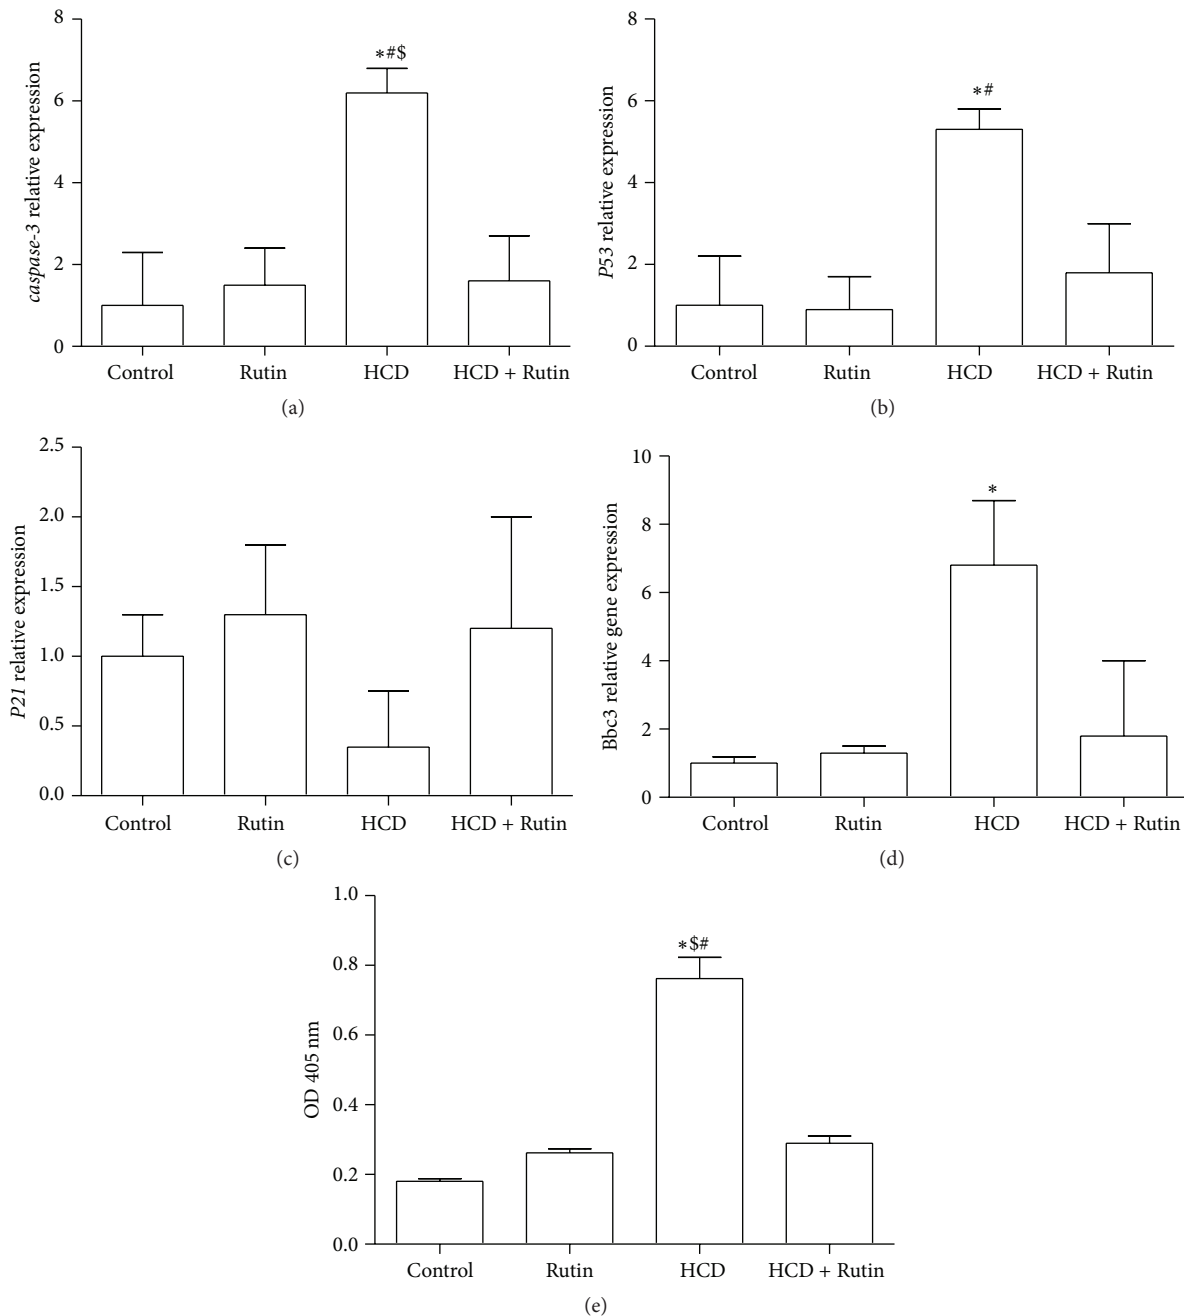 caspase-3 relative expression
8
6
4
2
0
*#$
Control Rutin HCD HCD + Rutin
(a)
P53 relative expression
8
6
4
2
0
*#
Control Rutin HCD HCD + Rutin
(b)
P21 relative expression
2.5
2.0
1.5
1.0
0.5
0.0
Control Rutin HCD HCD + Rutin
(c)
Bbc3 relative gene expression
10
8
6
4
2
0
*
Control Rutin HCD HCD + Rutin
(d)
OD 405 nm
1.0
0.8
0.6
0.4
0.2
0.0
*$#
Control Rutin HCD HCD + Rutin
(e)